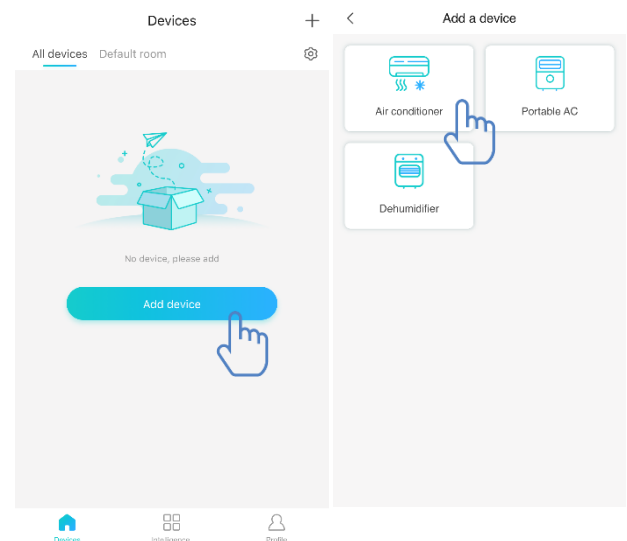 Devices
All devices Default room
No device, please add
Add device
Devices
Intelligence
Profile
Add a device
Air conditioner
Portable AC
Dehumidifier